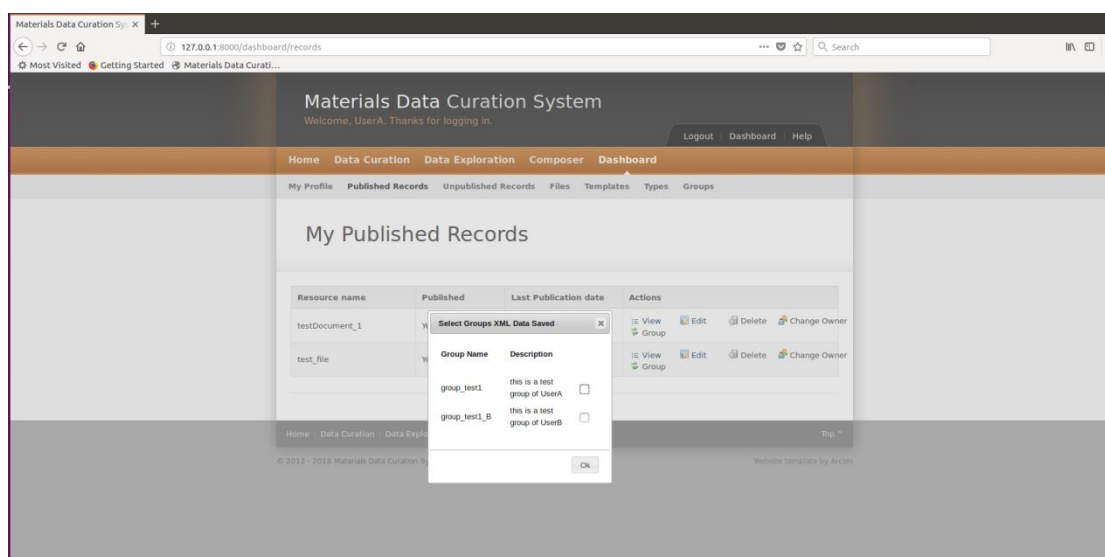 Materials Data Curation Sy
127.0.0.1:8000/dashboard/records
Search
Most Visited Getting Started Materials Data Curati...
Materials Data Curation System
Welcome, UserA. Thanks for logging in.
Logout Dashboard Help
Home Data Curation Data Exploration Composer Dashboard
My Profile Published Records Unpublished Records Files Templates Types Groups
My Published Records
Resource name Published Last Publication date Actions
testDocument_1 View Edit Delete Change Owner
Group
test_file View Edit Delete Change Owner
Group
Select Groups XML Data Saved
Group Name Description
group_test1 this is a test
group of UserA
group_test1_B this is a test
group of UserB
Ok
Home Data Curation Data Explo
Top
© 2012 - 2018 Materials Data Curation Sy
Website template by Arcsin